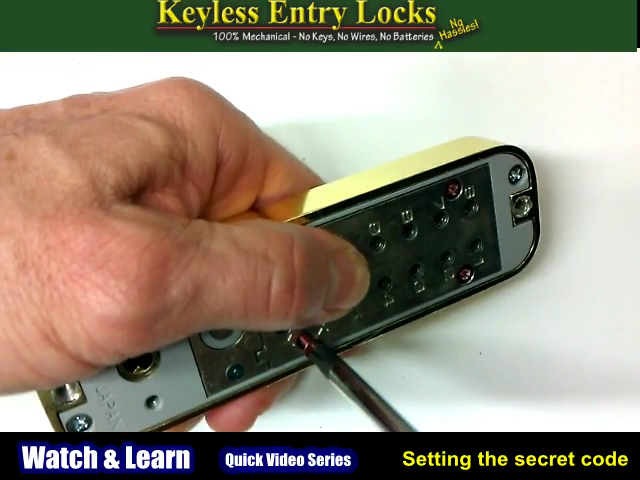 Keyless Entry Locks
100% Mechanical - No Keys, No Wires, No Batteries
No
Hassles!
JAPAN
Watch & Learn
Quick Video Series
Setting the secret code